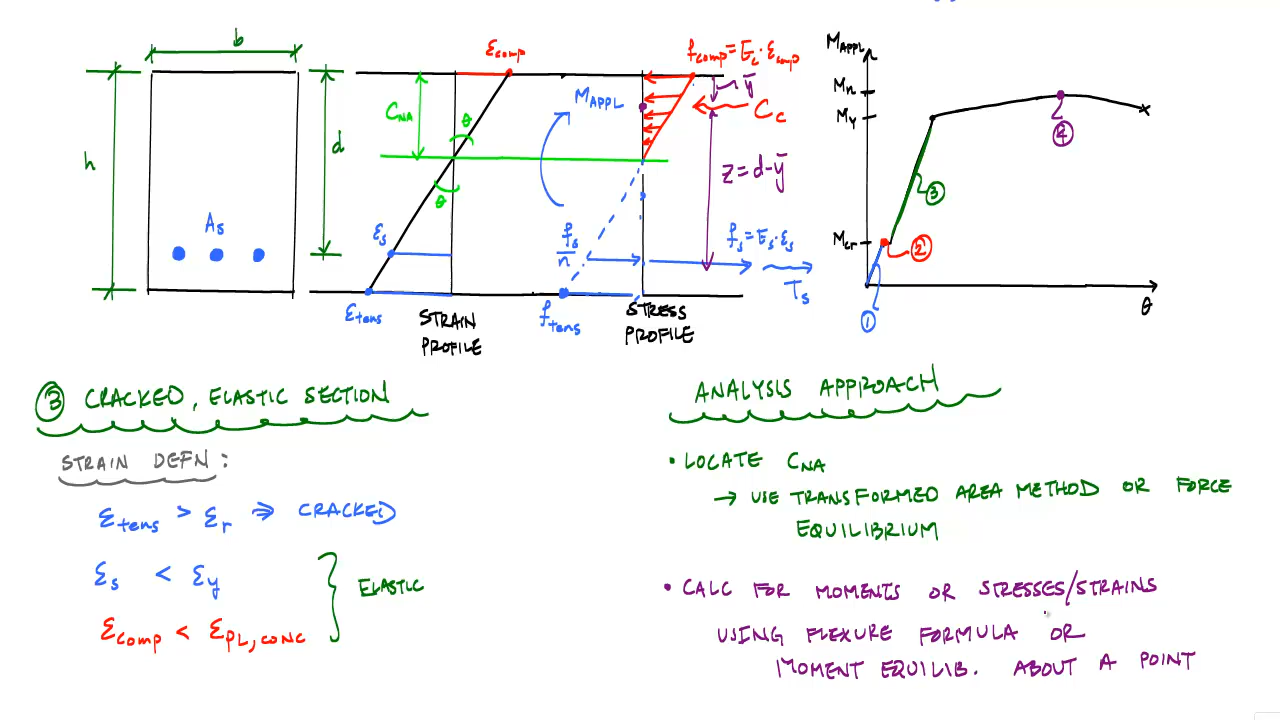 b
h
d
As
εcomp
CNA
θ
θ
εs
εtens
STRAIN
PROFILE
MAPPL
fcomp = Ec · εcomp
ȳ
Cc
z = d-ȳ
fs/n
fs = Es · εs
Ts
ftens
STRESS
PROFILE
MAPPL
Mn
My
Mcr
θ
①
②
③
④
③ CRACKED, ELASTIC SECTION
STRAIN DEFN:
εtens > εr ⇒ CRACKED
εs < εy
εcomp < εPL,CONC
ELASTIC
ANALYSIS APPROACH
• LOCATE CNA
→ USE TRANSFORMED AREA METHOD OR FORCE
EQUILIBRIUM
• CALC FOR MOMENTS OR STRESSES/STRAINS
USING FLEXURE FORMULA OR
MOMENT EQUILIB. ABOUT A POINT